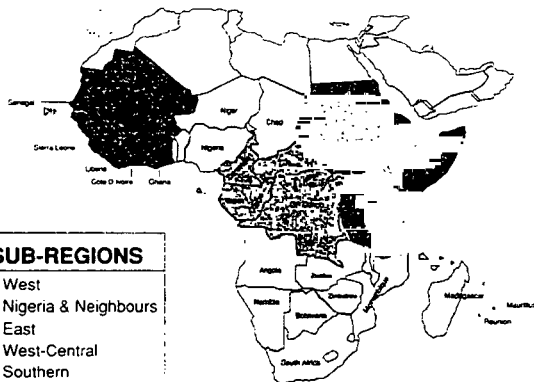 Senegal
Niger
Chad
Nigeria
Sierra Leone
Liberia
Cote D Ivoire
Ghana
SUB-REGIONS
West
Nigeria & Neighbours
East
West-Central
Southern
Angola
Zambia
Zimbabwe
Mozambique
Namibia
Botswana
South Africa
Madagascar
Mauritius
Reunion